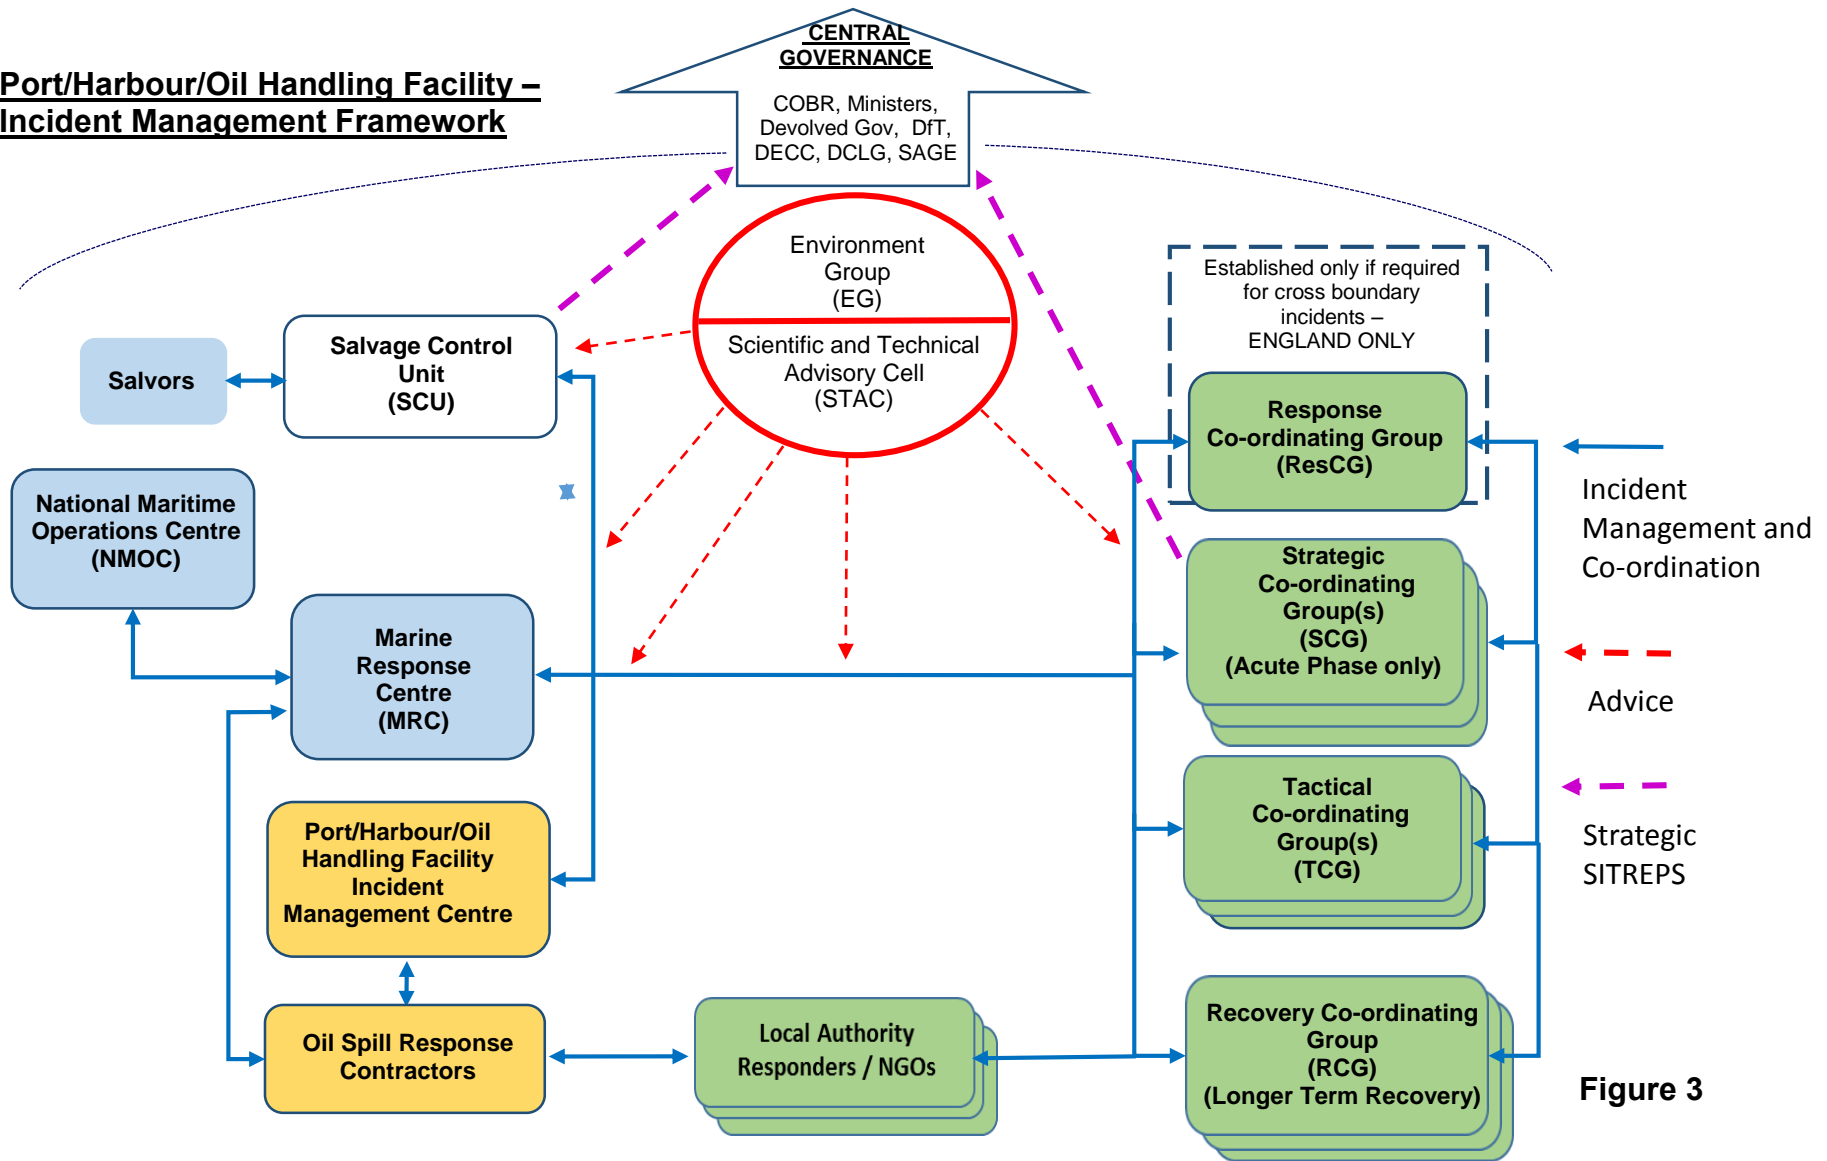 Port/Harbour/Oil Handling Facility –
Incident Management Framework
CENTRAL
GOVERNANCE
COBR, Ministers,
Devolved Gov, DfT,
DECC, DCLG, SAGE
Environment
Group
(EG)
Scientific and Technical
Advisory Cell
(STAC)
Established only if required
for cross boundary
incidents –
ENGLAND ONLY
Salvors
Salvage Control
Unit
(SCU)
Response
Co-ordinating Group
(ResCG)
National Maritime
Operations Centre
(NMOC)
Strategic
Co-ordinating
Group(s)
(SCG)
(Acute Phase only)
Marine
Response
Centre
(MRC)
Tactical
Co-ordinating
Group(s)
(TCG)
Port/Harbour/Oil
Handling Facility
Incident
Management Centre
Oil Spill Response
Contractors
Local Authority
Responders / NGOs
Recovery Co-ordinating
Group
(RCG)
(Longer Term Recovery)
Incident
Management and
Co-ordination
Advice
Strategic
SITREPS
Figure 3